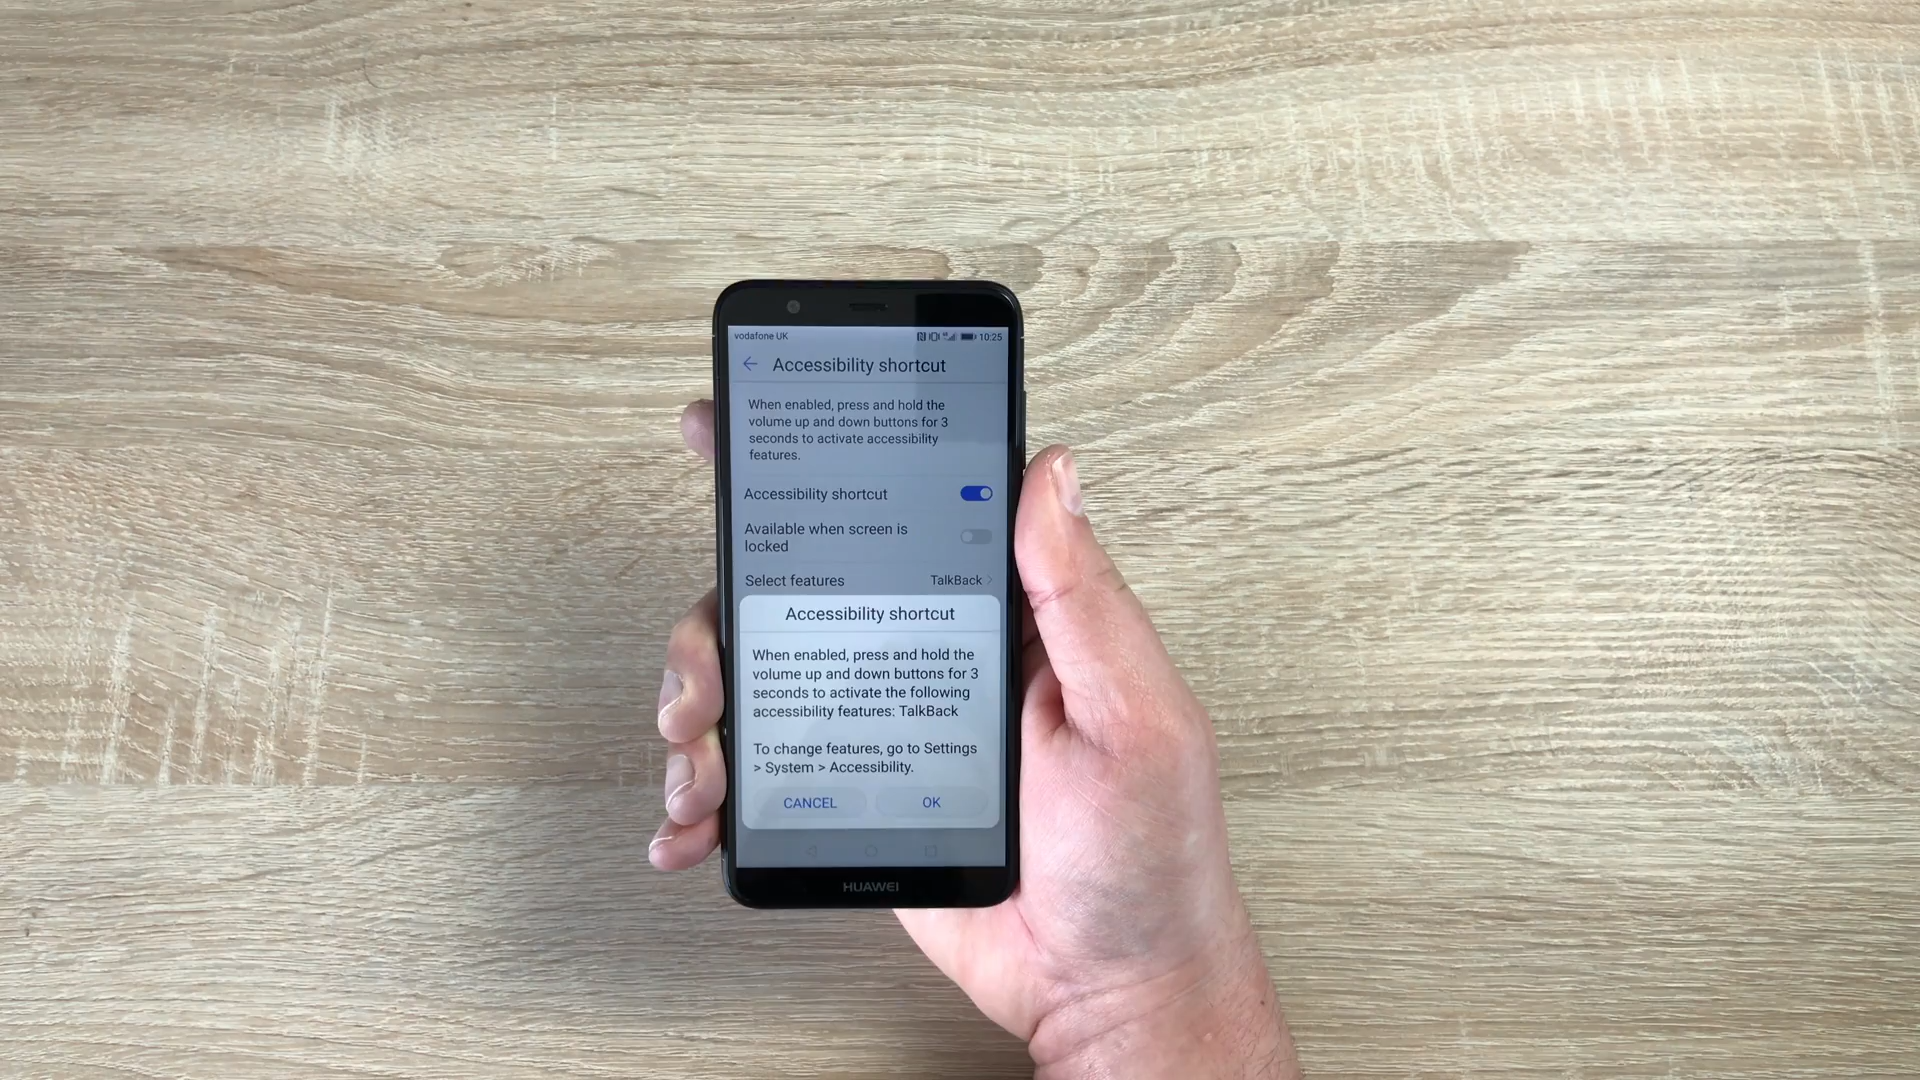 vodafone UK 10:25
Accessibility shortcut
When enabled, press and hold the
volume up and down buttons for 3
seconds to activate accessibility
features.
Accessibility shortcut
Available when screen is
locked
Select features TalkBack
Accessibility shortcut
When enabled, press and hold the
volume up and down buttons for 3
seconds to activate the following
accessibility features: TalkBack
To change features, go to Settings
> System > Accessibility.
CANCEL OK
HUAWEI